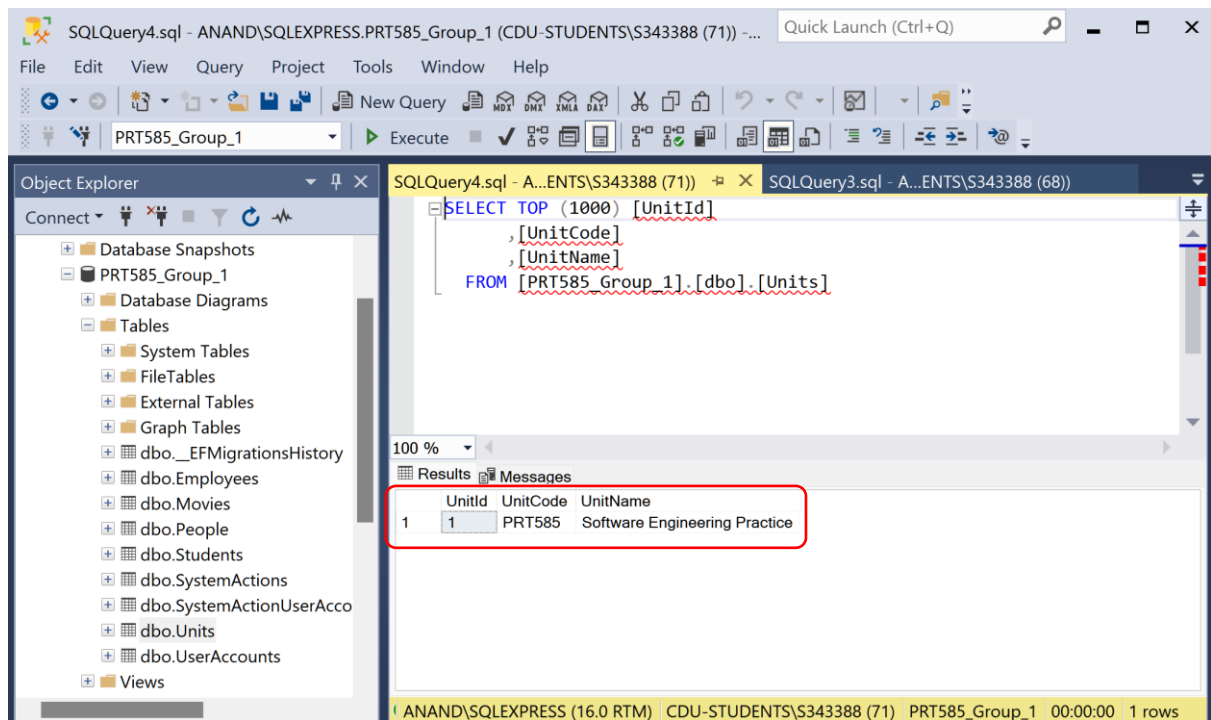 SQLQuery4.sql - ANAND\SQLEXPRESS.PRT585_Group_1 (CDU-STUDENTS\S343388 (71)) -...
Quick Launch (Ctrl+Q)
File Edit View Query Project Tools Window Help
New Query MDX DMX XMLA DAX
PRT585_Group_1 Execute
Object Explorer
Connect
Database Snapshots
PRT585_Group_1
Database Diagrams
Tables
System Tables
FileTables
External Tables
Graph Tables
dbo.__EFMigrationsHistory
dbo.Employees
dbo.Movies
dbo.People
dbo.Students
dbo.SystemActions
dbo.SystemActionUserAcco
dbo.Units
dbo.UserAccounts
Views
SQLQuery4.sql - A...ENTS\S343388 (71)) SQLQuery3.sql - A...ENTS\S343388 (68))
SELECT TOP (1000) [UnitId]
,[UnitCode]
,[UnitName]
FROM [PRT585_Group_1].[dbo].[Units]
100 %
Results Messages
UnitId UnitCode UnitName
1 1 PRT585 Software Engineering Practice
ANAND\SQLEXPRESS (16.0 RTM) CDU-STUDENTS\S343388 (71) PRT585_Group_1 00:00:00 1 rows